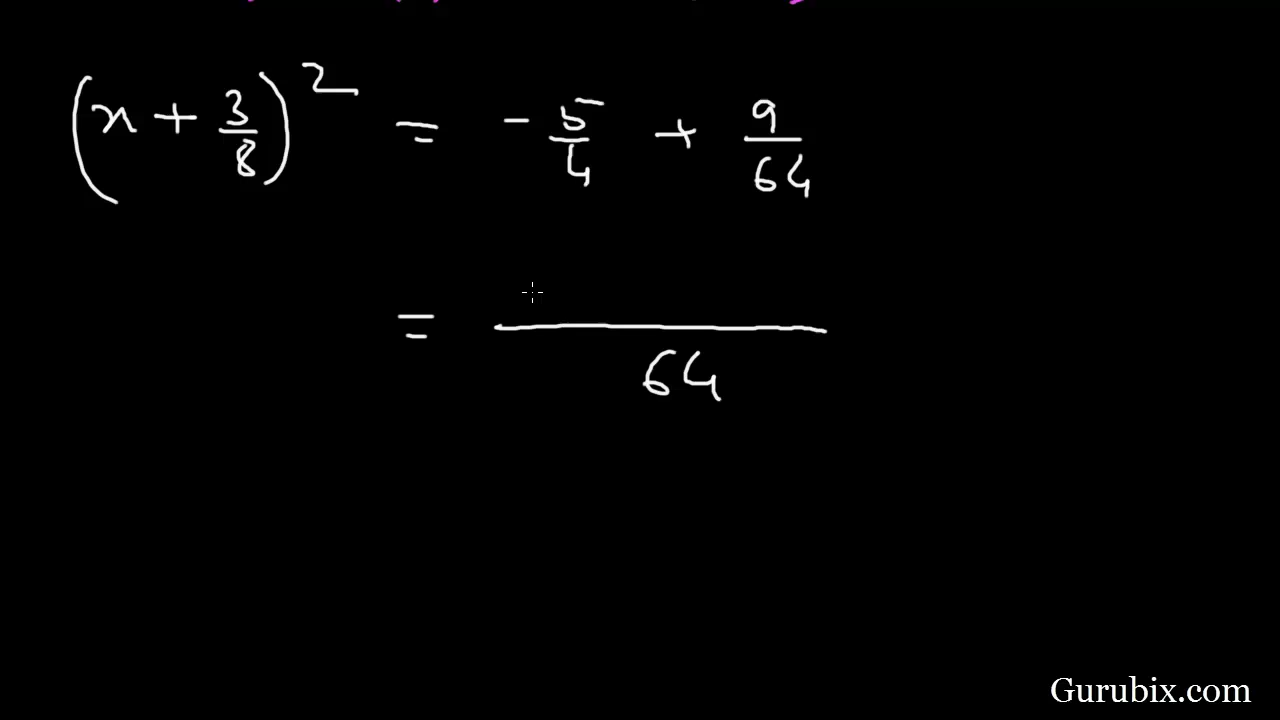 (x + 3/8)² = - 5/4 + 9/64
= /64
Gurubix.com